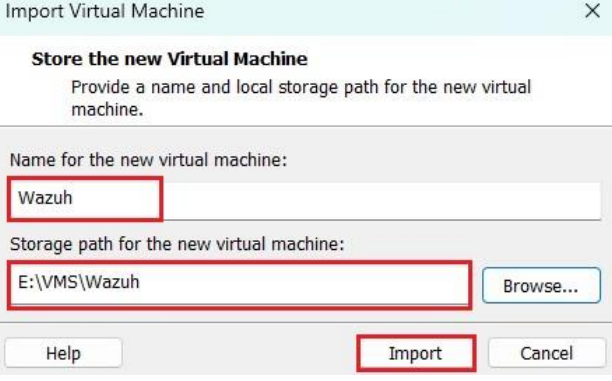 Import Virtual Machine
Store the new Virtual Machine
Provide a name and local storage path for the new virtual
machine.
Name for the new virtual machine:
Wazuh
Storage path for the new virtual machine:
E:\VMS\Wazuh
Browse...
Help
Import
Cancel